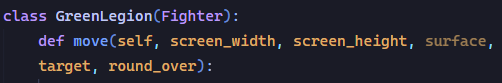 class GreenLegion(Fighter):
def move(self, screen_width, screen_height, surface,
target, round_over):